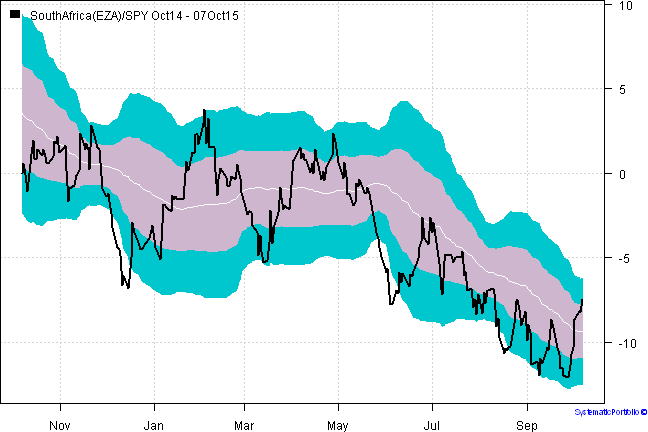 SouthAfrica(EZA)/SPY Oct14 - 07Oct15
10
5
0
-5
-10
Nov Jan Mar May Jul Sep
SystematicPortfolio ©